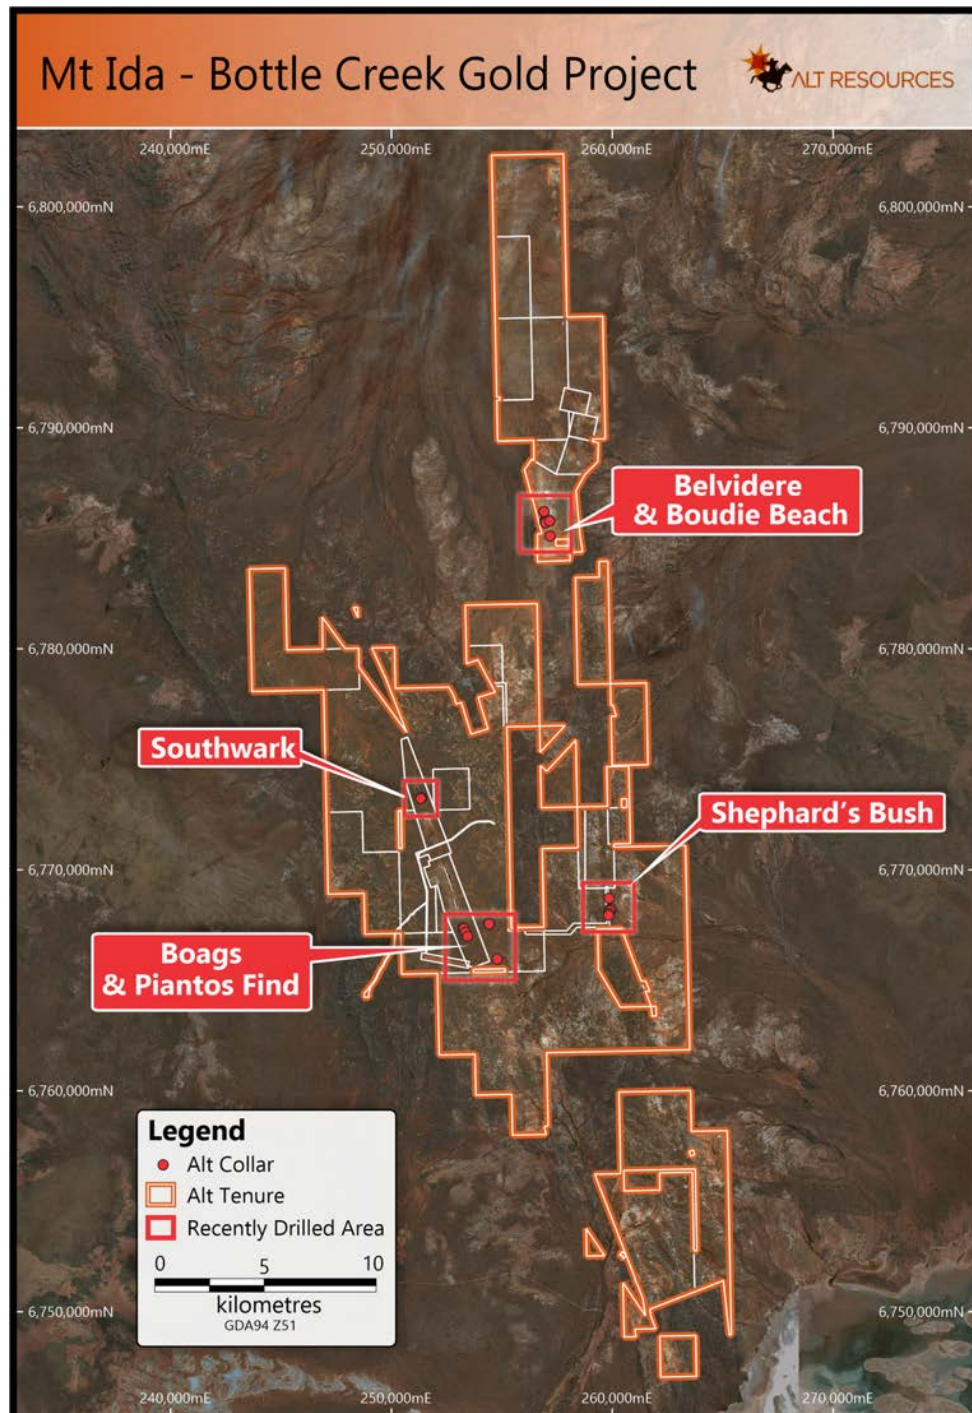 Mt Ida - Bottle Creek Gold Project
ALT RESOURCES
240,000mE 250,000mE 260,000mE 270,000mE
6,800,000mN 6,800,000mN
6,790,000mN 6,790,000mN
Belvidere
& Boudie Beach
6,780,000mN 6,780,000mN
Southwark
Shephard's Bush
6,770,000mN 6,770,000mN
Boags
& Piantos Find
6,760,000mN 6,760,000mN
Legend
Alt Collar
Alt Tenure
Recently Drilled Area
0 5 10
kilometres
GDA94 Z51
6,750,000mN
240,000mE 250,000mE 260,000mE 270,000mE